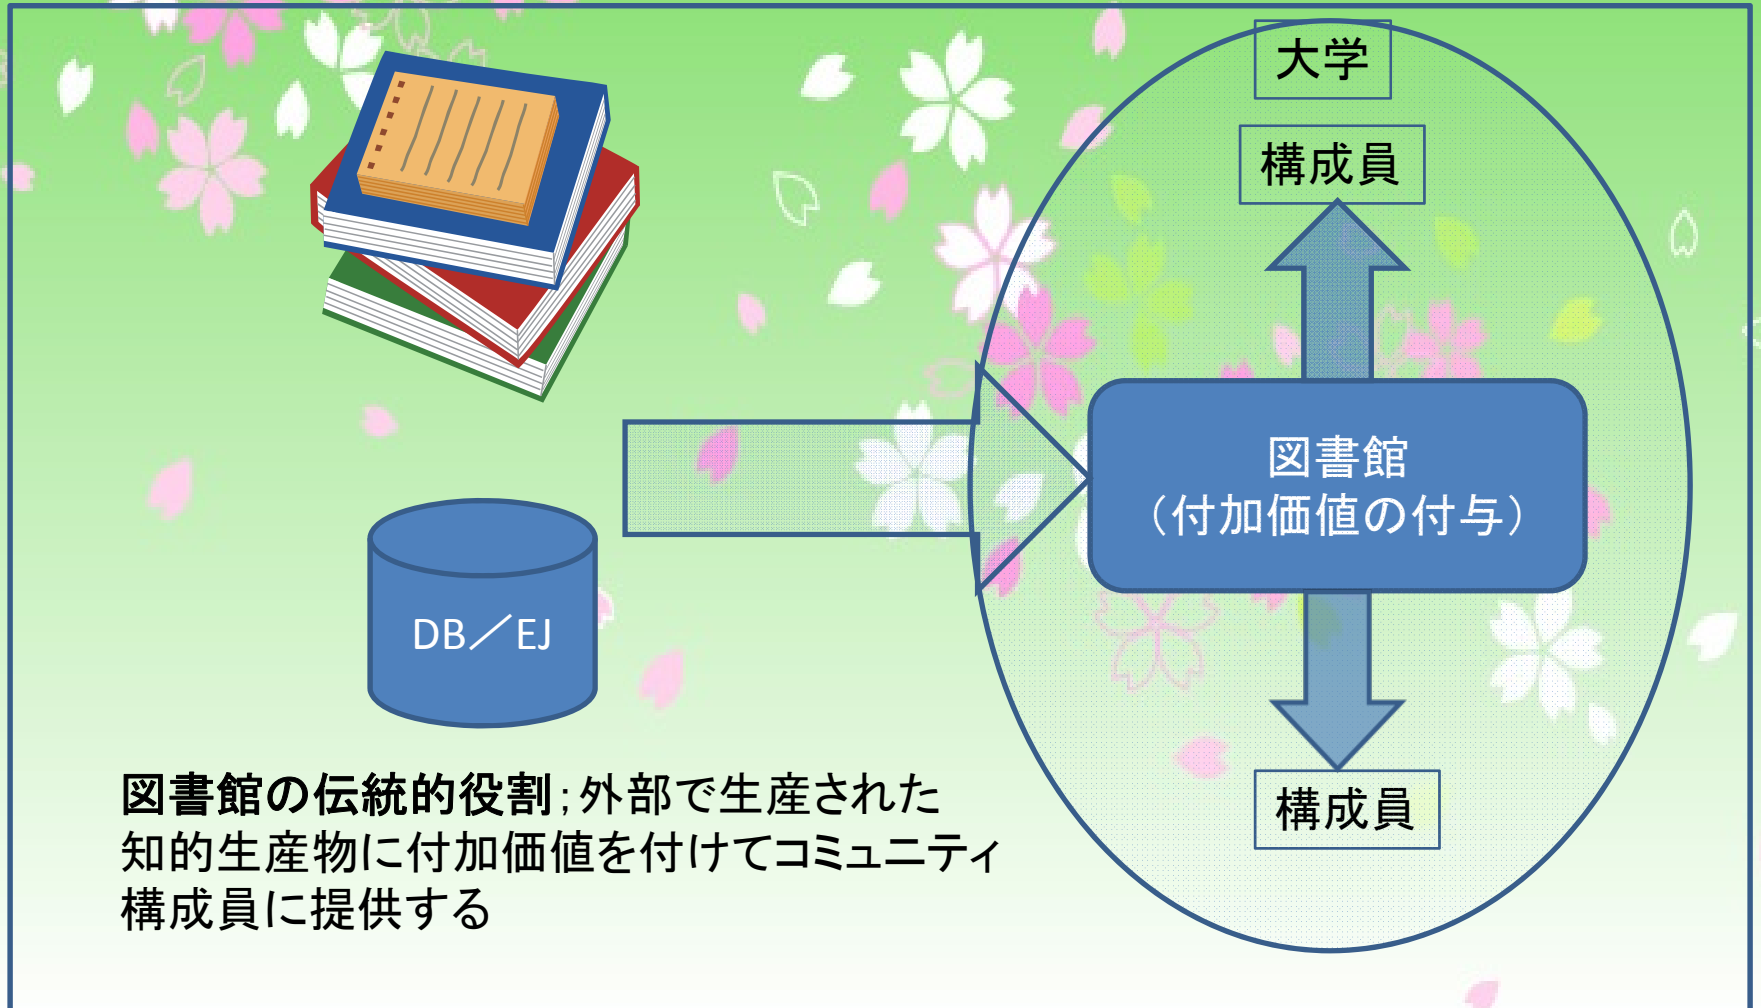 大学
構成員
図書館
（付加価値の付与）
DB／EJ
構成員
図書館の伝統的役割;外部で生産された
知的生産物に付加価値を付けてコミュニティ
構成員に提供する